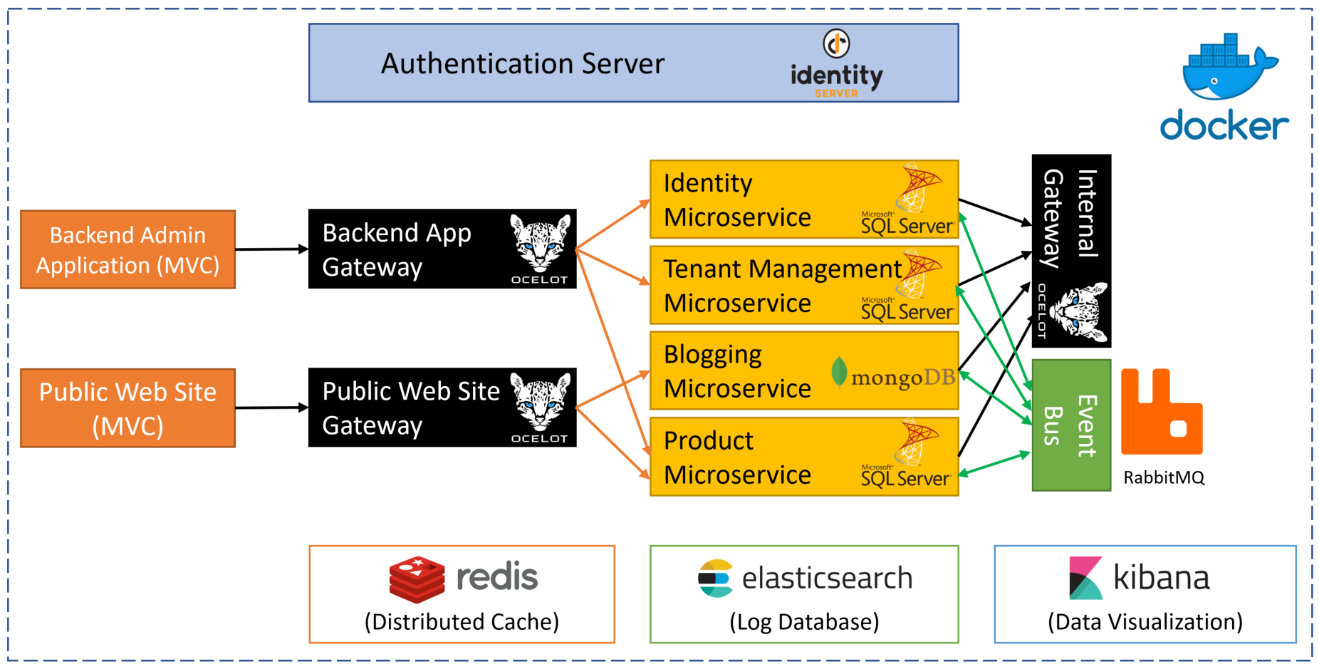 Authentication Server
identity
SERVER
docker
Backend Admin
Application (MVC)
Backend App
Gateway
OCELOT
Identity
Microservice
Microsoft®
SQL Server
Tenant Management
Microservice
Microsoft®
SQL Server
Internal
Gateway
OCELOT
Public Web Site
(MVC)
Public Web Site
Gateway
OCELOT
Blogging
Microservice
mongoDB
Product
Microservice
Microsoft®
SQL Server
Event
Bus
RabbitMQ
redis
(Distributed Cache)
elasticsearch
(Log Database)
kibana
(Data Visualization)